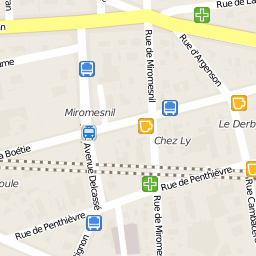 Rue de La
Rue de Miromesnil
Rue d'Argenson
Miromesnil
Le Derb
Chez Ly
a Boétie
Avenue Delcassé
Rue de Penthièvre
Rue de Penthièvre
Rue de Mirome
Rue Cambacé